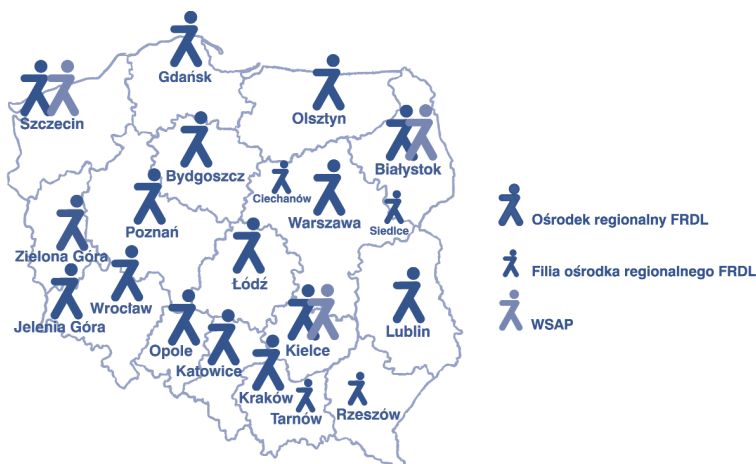 Gdańsk
Szczecin
Olsztyn
Białystok
Bydgoszcz
Ciechanów
Warszawa
Siedlce
Poznań
Zielona Góra
Łódź
Wrocław
Jelenia Góra
Lublin
Opole
Katowice
Kielce
Kraków
Tarnów
Rzeszów
Ośrodek regionalny FRDL
Filia ośrodka regionalnego FRDL
WSAP